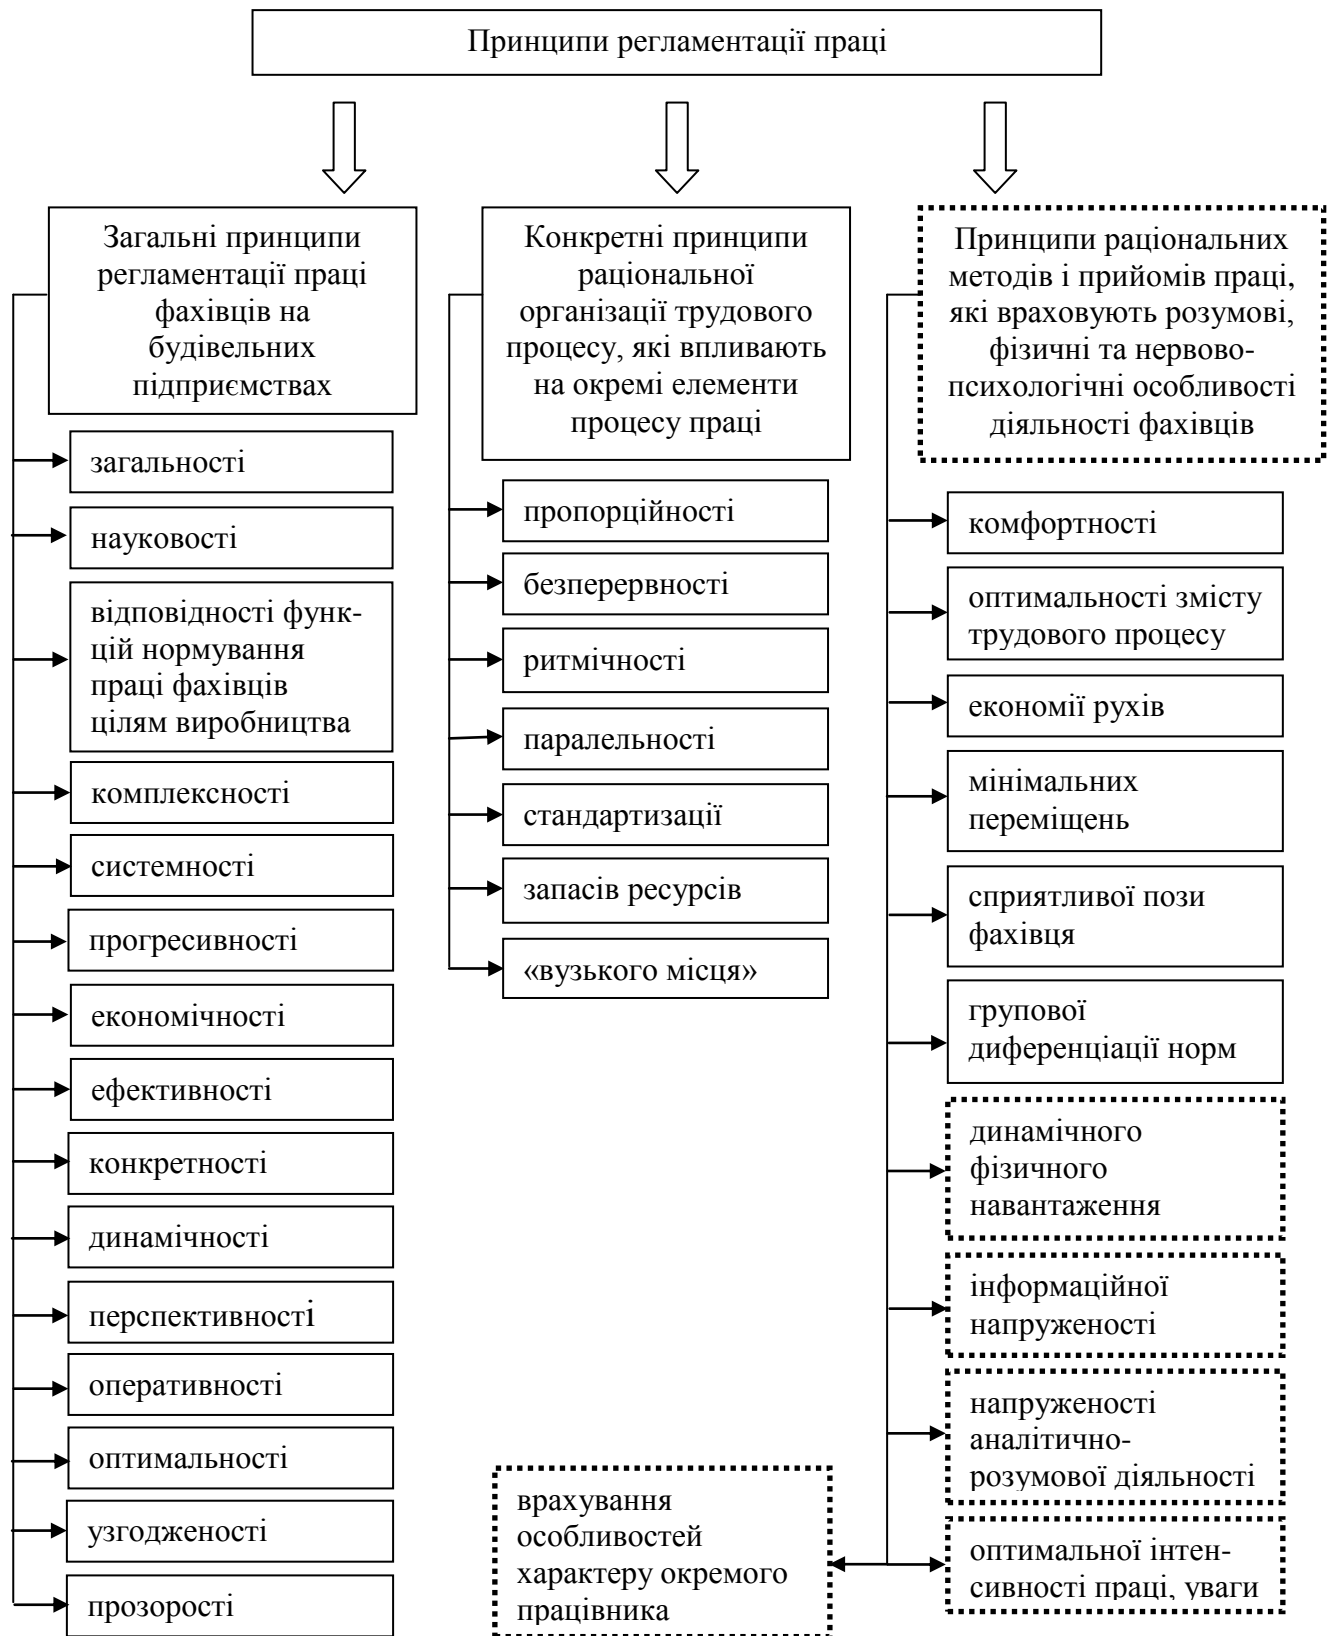 Принципи регламентації праці
Загальні принципи
регламентації праці
фахівців на
будівельних
підприємствах
загальності
науковості
відповідності функ-
цій нормування
праці фахівців
цілям виробництва
комплексності
системності
прогресивності
економічності
ефективності
конкретності
динамічності
перспективності
оперативності
оптимальності
узгодженості
прозорості
Конкретні принципи
раціональної
організації трудового
процесу, які впливають
на окремі елементи
процесу праці
пропорційності
безперервності
ритмічності
паралельності
стандартизації
запасів ресурсів
«вузького місця»
Принципи раціональних
методів і прийомів праці,
які враховують розумові,
фізичні та нервово-
психологічні особливості
діяльності фахівців
комфортності
оптимальності змісту
трудового процесу
економії рухів
мінімальних
переміщень
сприятливої пози
фахівця
групової
диференціації норм
динамічного
фізичного
навантаження
інформаційної
напруженості
напруженості
аналітично-
розумової діяльності
оптимальної інтен-
сивності праці, уваги
врахування
особливостей
характеру окремого
працівника